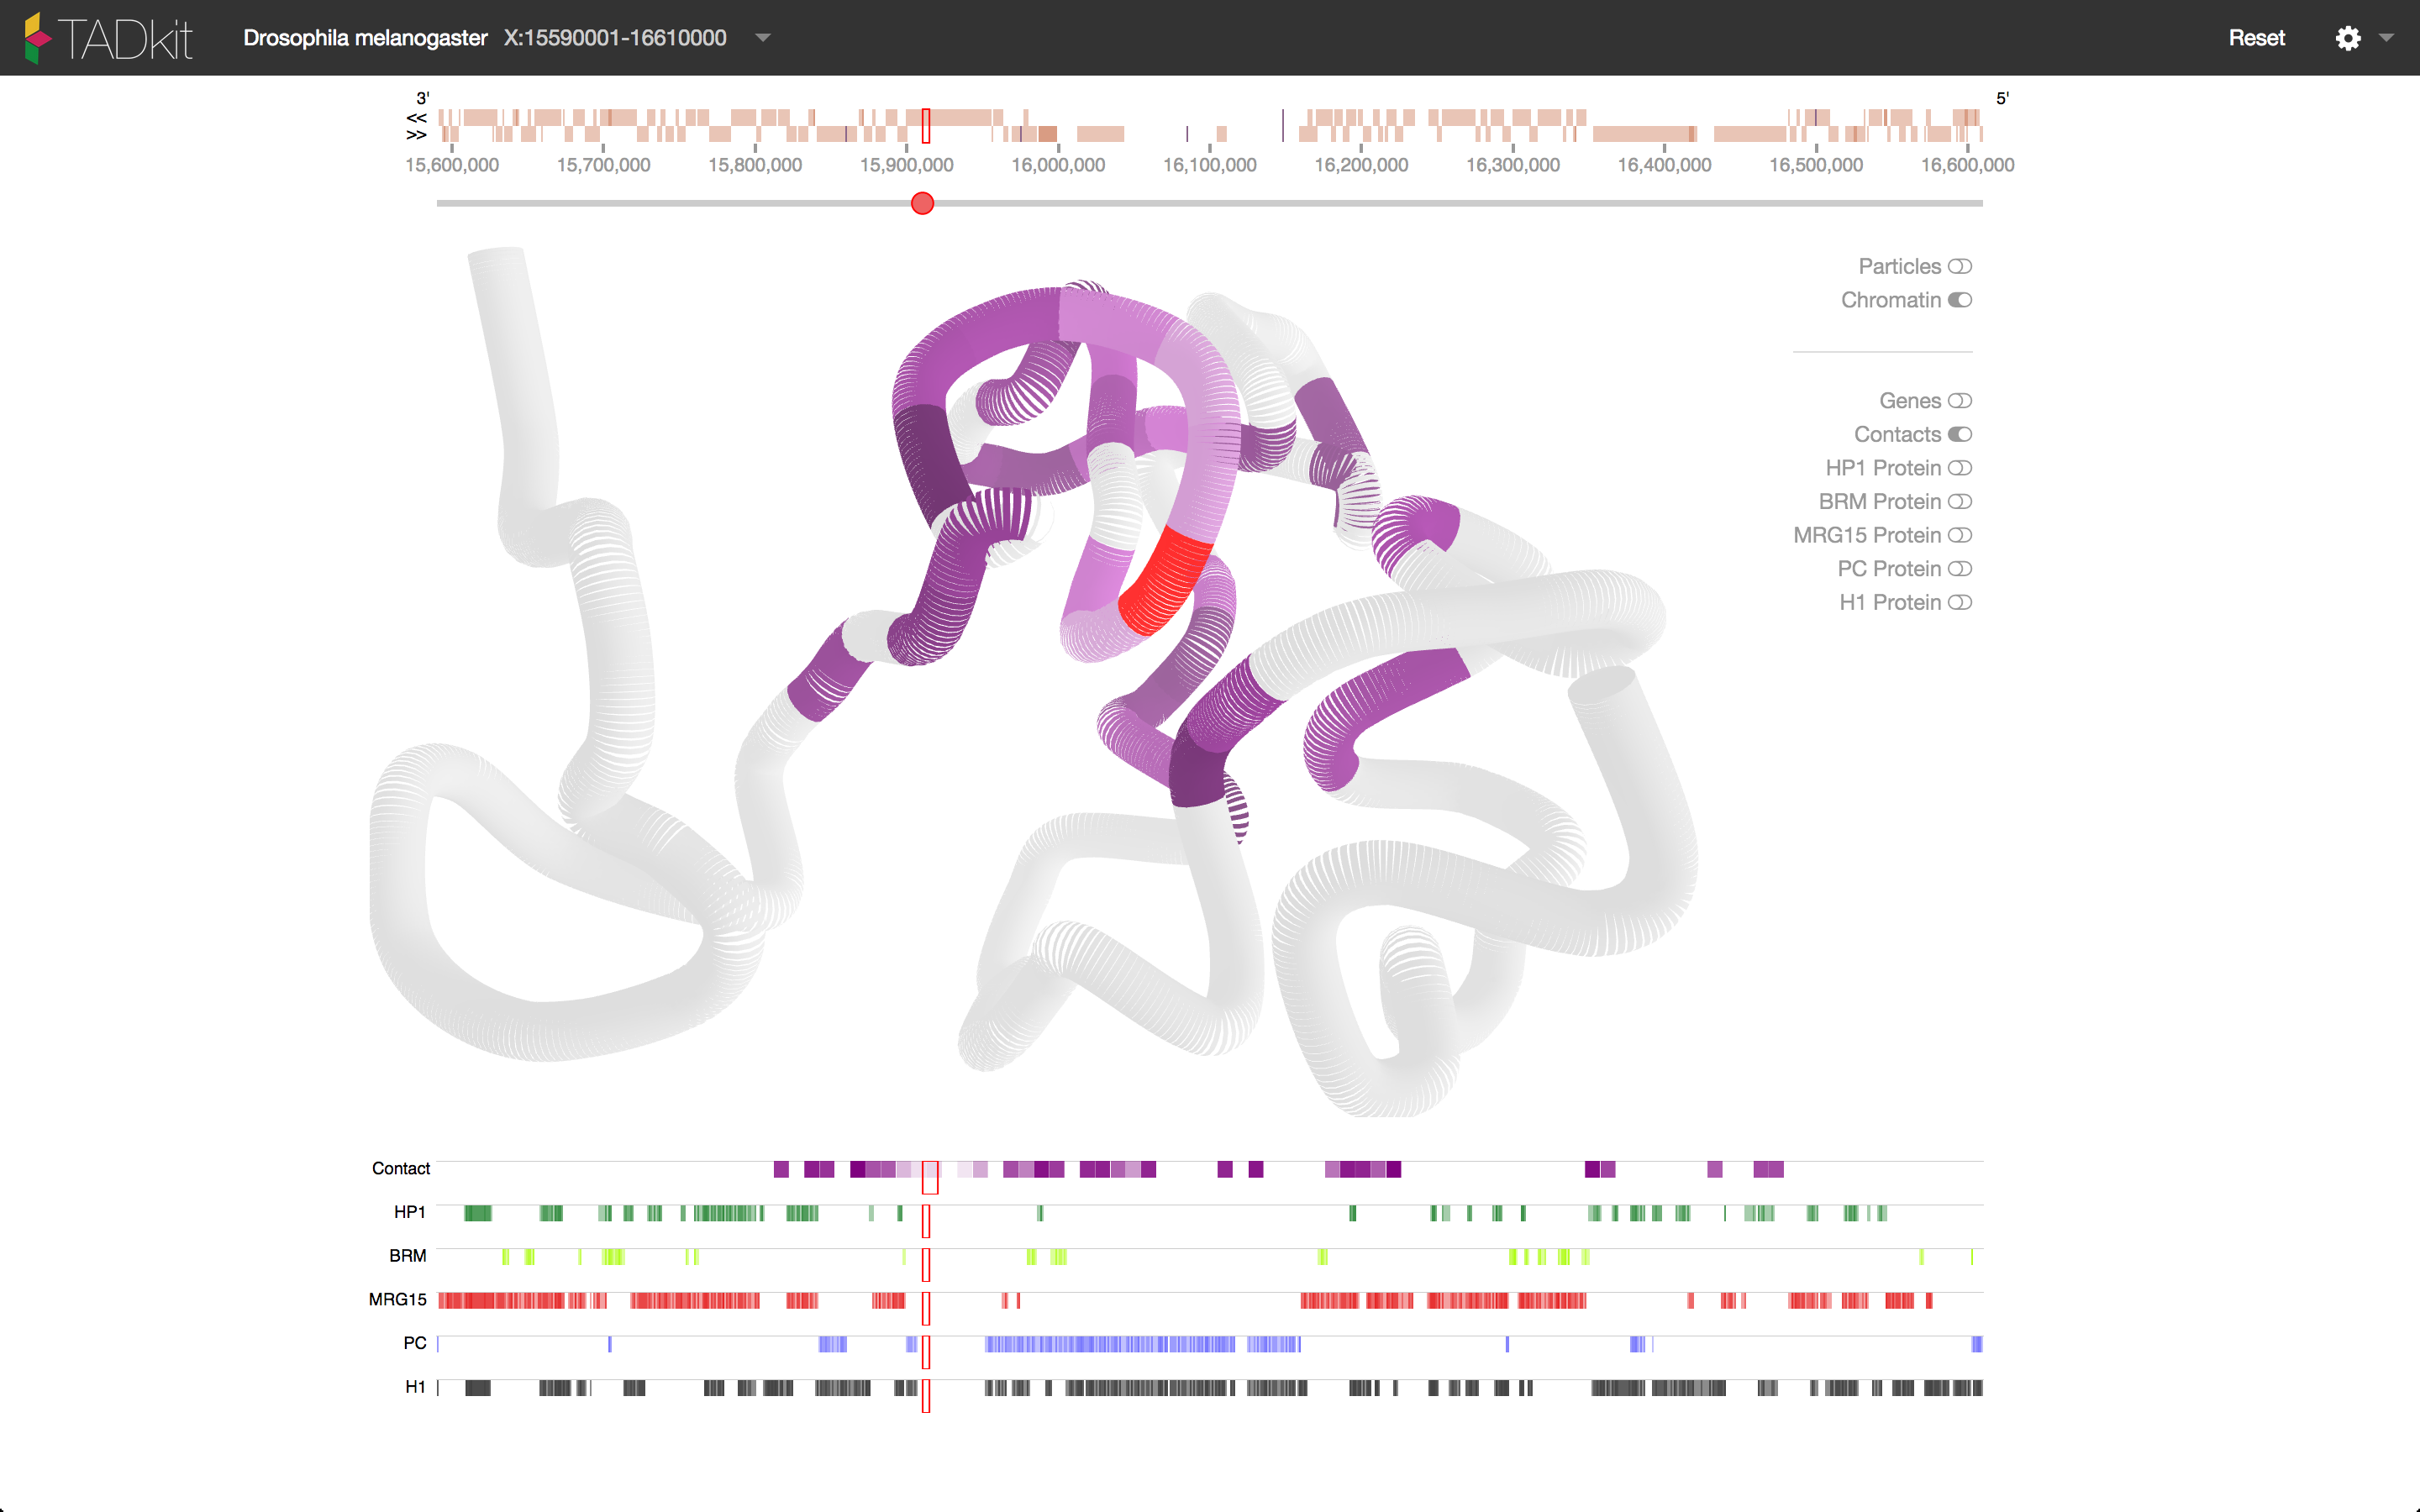 TADkit Drosophila melanogaster X:15590001-16610000 Reset
3' 5'
<<
>>
15,600,000 15,700,000 15,800,000 15,900,000 16,000,000 16,100,000 16,200,000 16,300,000 16,400,000 16,500,000 16,600,000
Particles
Chromatin
Genes
Contacts
HP1 Protein
BRM Protein
MRG15 Protein
PC Protein
H1 Protein
Contact
HP1
BRM
MRG15
PC
H1